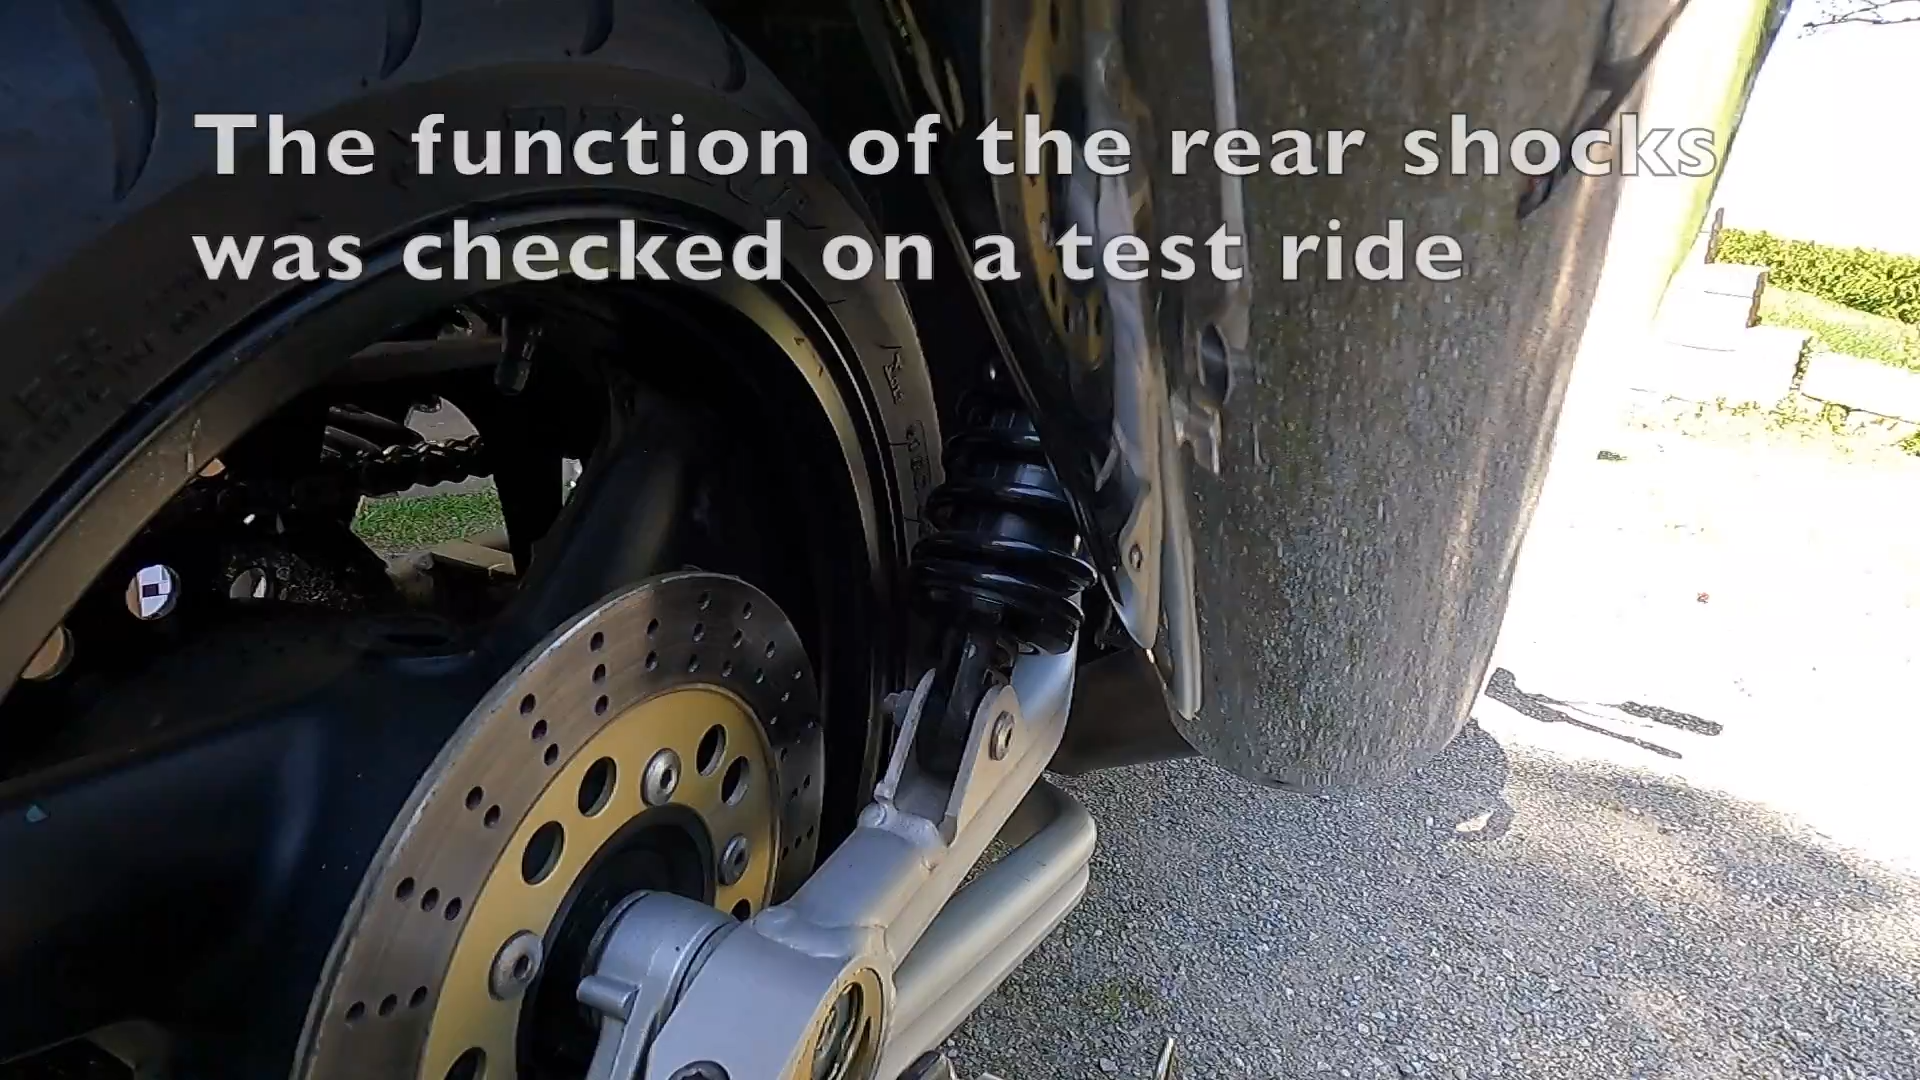 The function of the rear shocks
was checked on a test ride